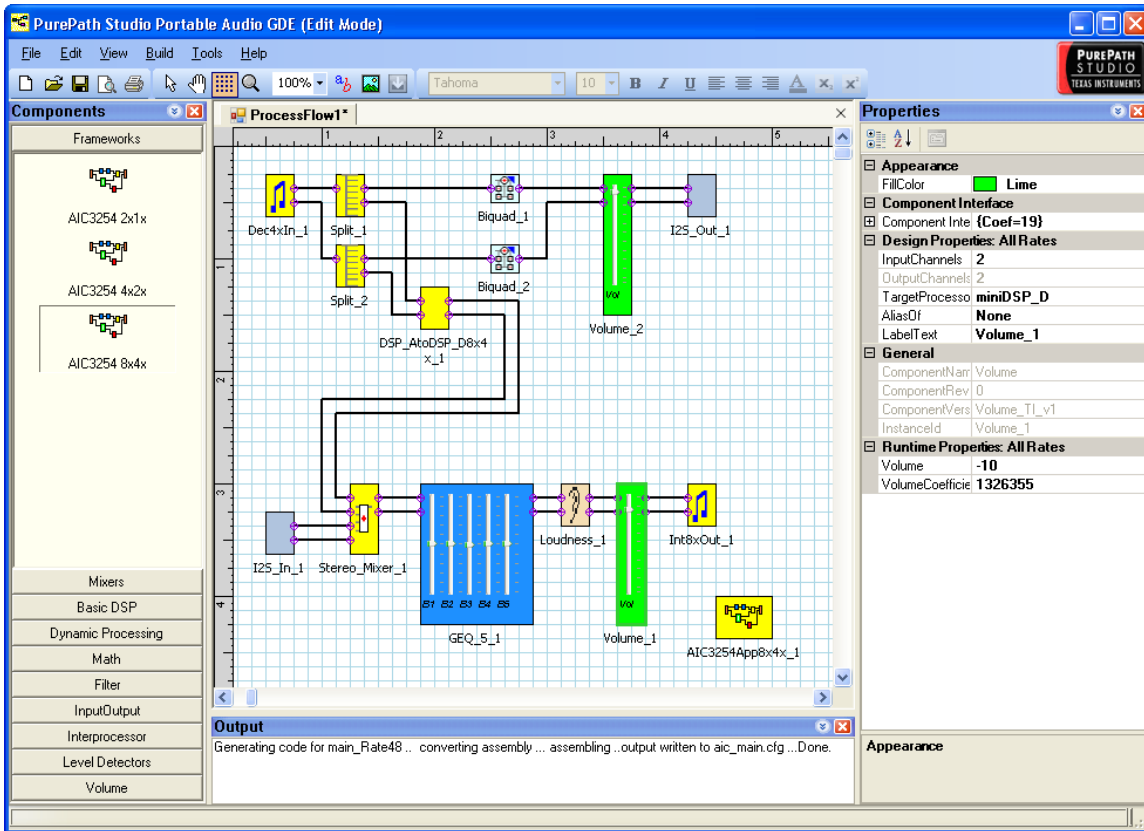 PurePath Studio Portable Audio GDE (Edit Mode)
File Edit View Build Tools Help
PUREPATH
STUDIO
TEXAS INSTRUMENTS
100% Tahoma 10 B I U
Components
Frameworks
AIC3254 2x1x
AIC3254 4x2x
AIC3254 8x4x
Mixers
Basic DSP
Dynamic Processing
Math
Filter
InputOutput
Interprocessor
Level Detectors
Volume
ProcessFlow1*
1 2 3 4 5
1
2
3
4
Dec4xIn_1
Split_1
Biquad_1
I2S_Out_1
Split_2
Biquad_2
Vol
Volume_2
DSP_AtoDSP_D8x4
x_1
I2S_In_1
Stereo_Mixer_1
B1 B2 B3 B4 B5
GEQ_5_1
Loudness_1
Vol
Volume_1
Int8xOut_1
AIC3254App8x4x_1
Output
Generating code for main_Rate48 .. converting assembly ... assembling ..output written to aic_main.cfg ...Done.
Properties
Appearance
FillColor Lime
Component Interface
Component Inte {Coef=19}
Design Properties: All Rates
InputChannels 2
OutputChannels 2
TargetProcesso miniDSP_D
AliasOf None
LabelText Volume_1
General
ComponentNam Volume
ComponentRev 0
ComponentVers Volume_TI_v1
InstanceId Volume_1
Runtime Properties: All Rates
Volume -10
VolumeCoefficie 1326355
Appearance